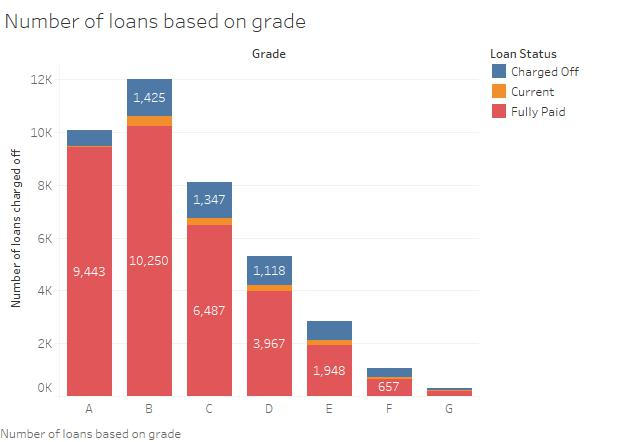 Number of loans based on grade
Grade
Loan Status
Charged Off
Current
Fully Paid
Number of loans charged off
12K
10K
8K
6K
4K
2K
0K
1,425
1,347
1,118
9,443
10,250
6,487
3,967
1,948
657
A B C D E F G
Number of loans based on grade